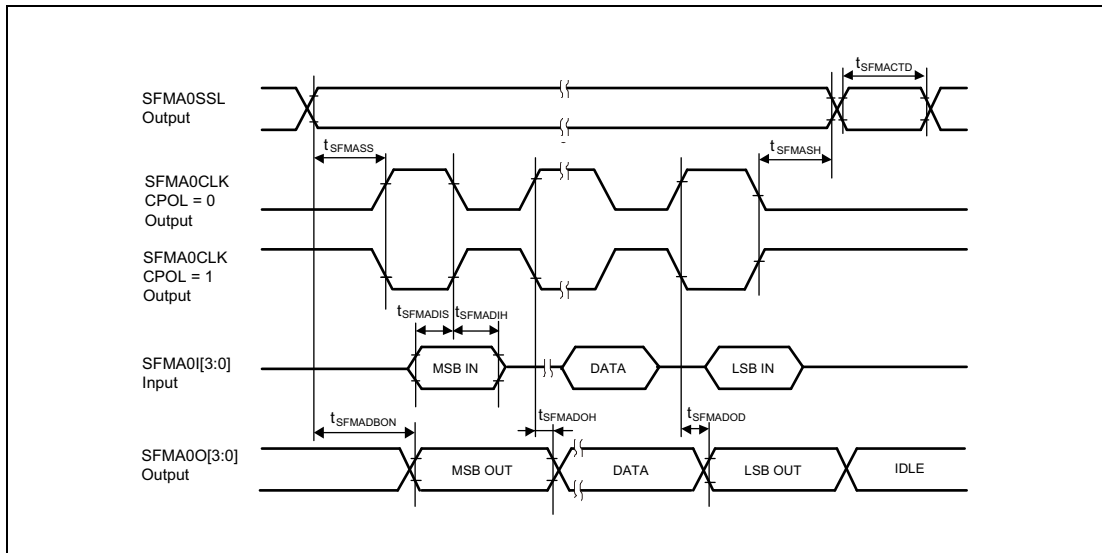 tSFMACTD
SFMA0SSL
Output
tSFMASS
tSFMASH
SFMA0CLK
CPOL = 0
Output
SFMA0CLK
CPOL = 1
Output
tSFMADIS
tSFMADIH
SFMA0I[3:0]
Input
MSB IN
DATA
LSB IN
tSFMADBON
tSFMADOH
tSFMADOD
SFMA0O[3:0]
Output
MSB OUT
DATA
LSB OUT
IDLE